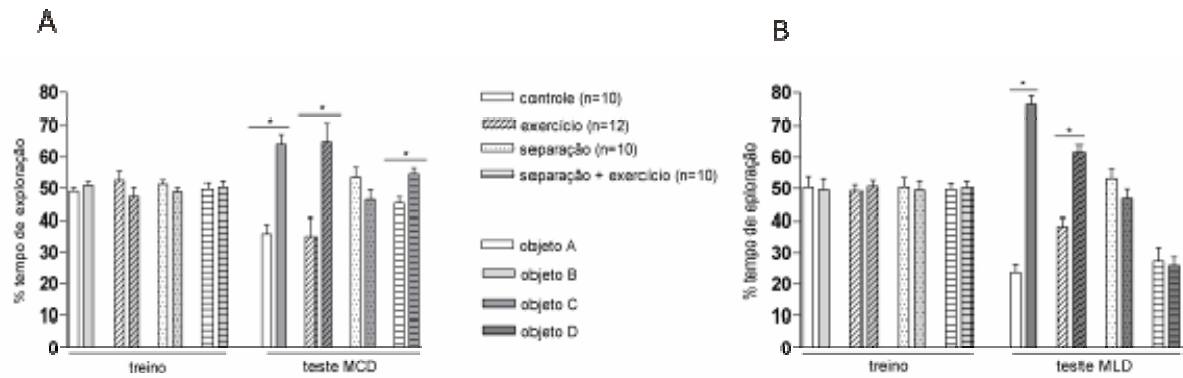 A
B
% tempo de exploração
80
70
60
50
40
30
20
10
0
* * *
treino
teste MCD
controle (n=10)
exercício (n=12)
separação (n=10)
separação + exercício (n=10)
objeto A
objeto B
objeto C
objeto D
% tempo de eploração
80
70
60
50
40
30
20
10
0
* *
treino
teste MLD